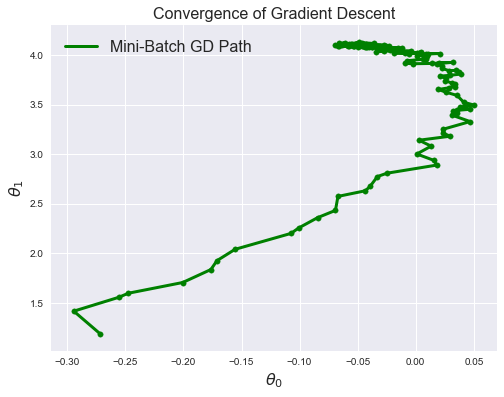 Convergence of Gradient Descent
Mini-Batch GD Path
4.0
3.5
3.0
2.5
2.0
1.5
θ1
−0.30 −0.25 −0.20 −0.15 −0.10 −0.05 0.00 0.05
θ0